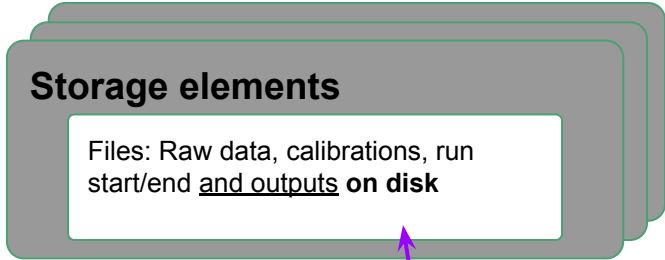 Storage elements
Files: Raw data, calibrations, run
start/end and outputs on disk